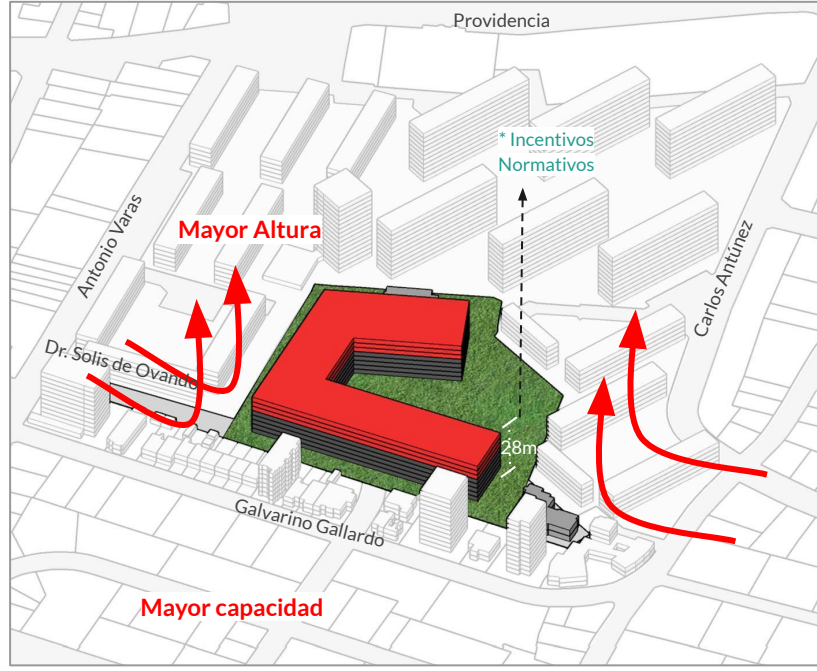 Providencia
* Incentivos
Normativos
Antonio Varas
Mayor Altura
Carlos Antúnez
Dr. Solis de Ovando
28m
Galvarino Gallardo
Mayor capacidad